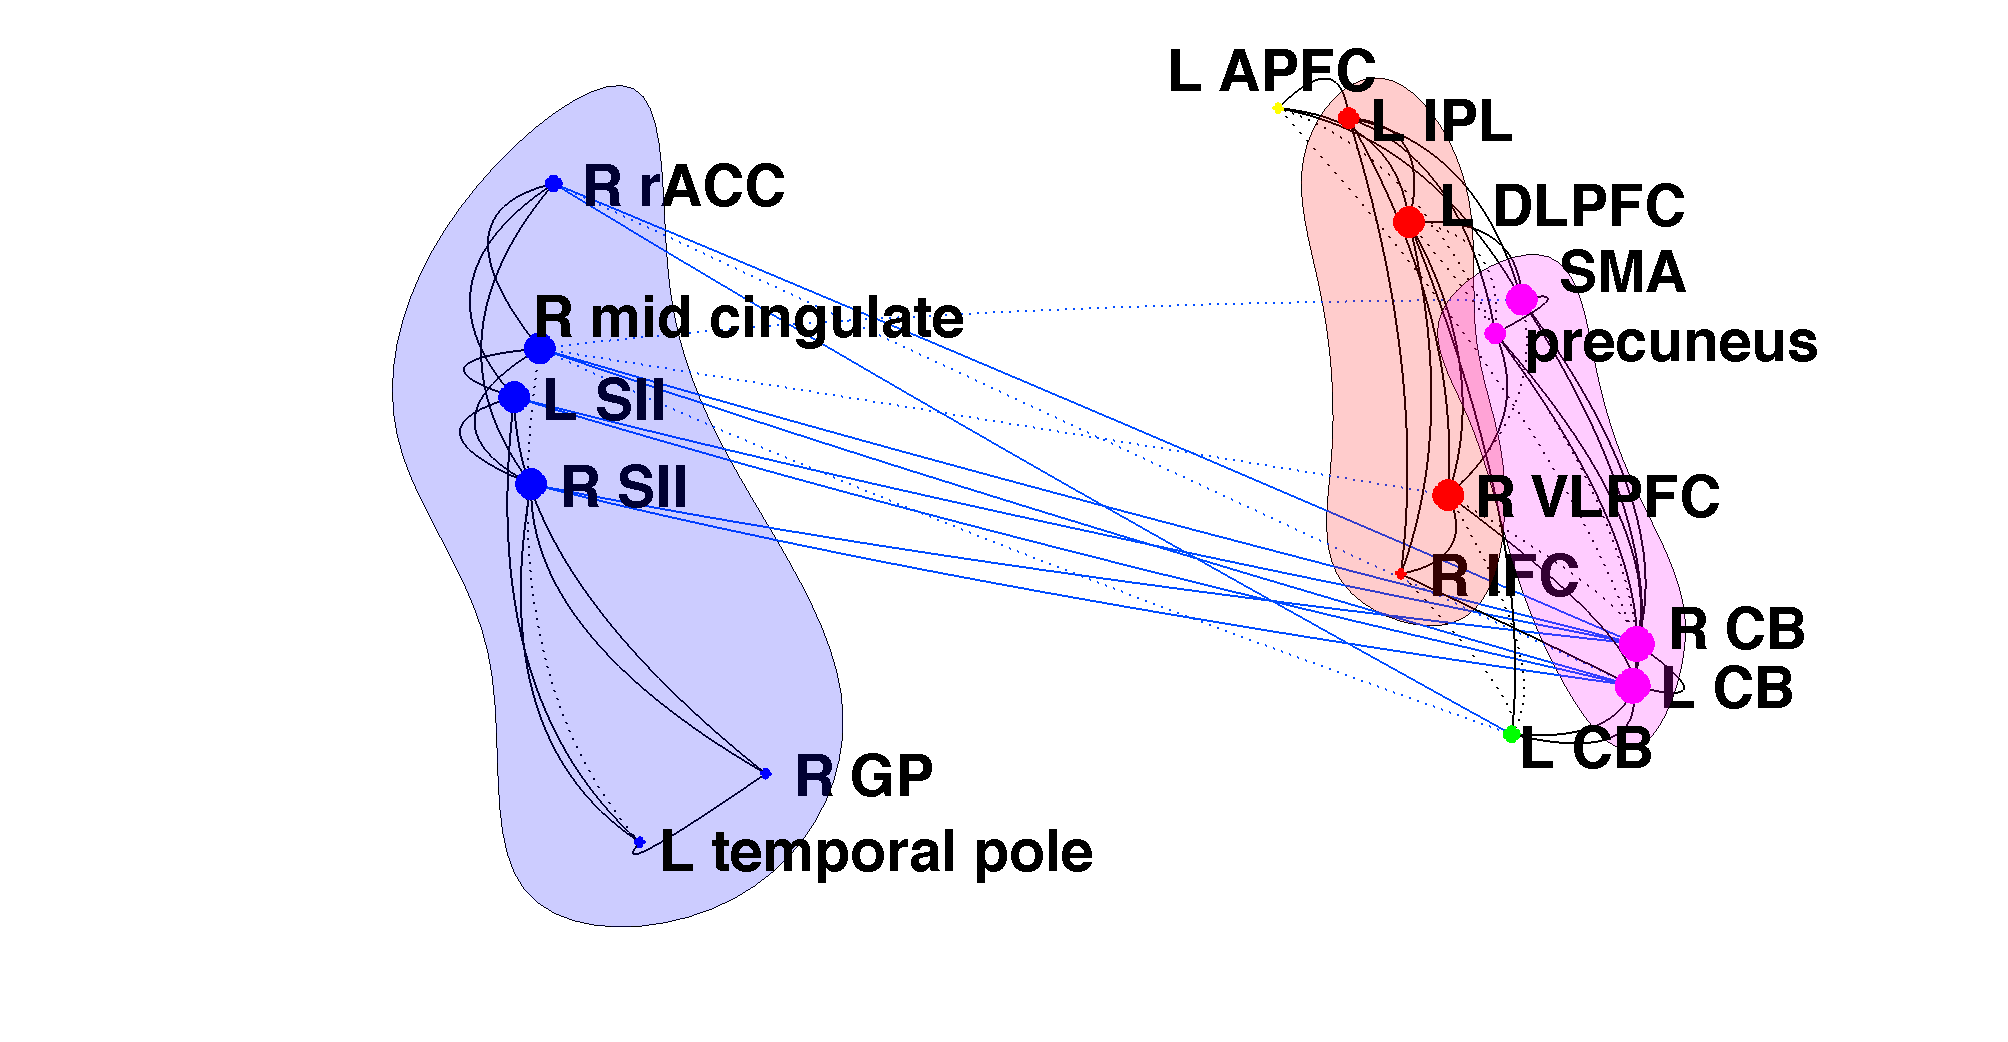 L APFC
L IPL
R rACC
L DLPFC
SMA
R mid cingulate
precuneus
L SII
R SII
R VLPFC
R IFC
R CB
L CB
L CB
R GP
L temporal pole